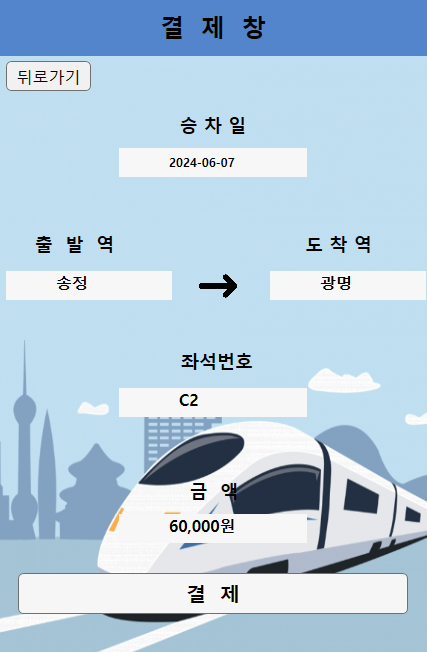 결 제 창
뒤로가기
승 차 일
2024-06-07
출 발 역
도 착 역
송정
→
광명
좌석번호
C2
금 액
60,000원
결 제